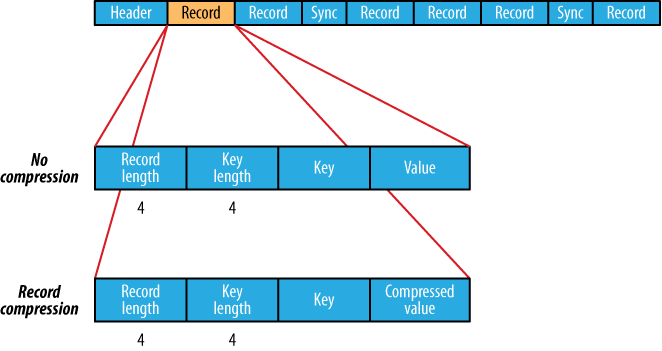 Header Record Record Sync Record Record Record Sync Record
No compression
Record length Key length Key Value
4 4
Record compression
Record length Key length Key Compressed value
4 4